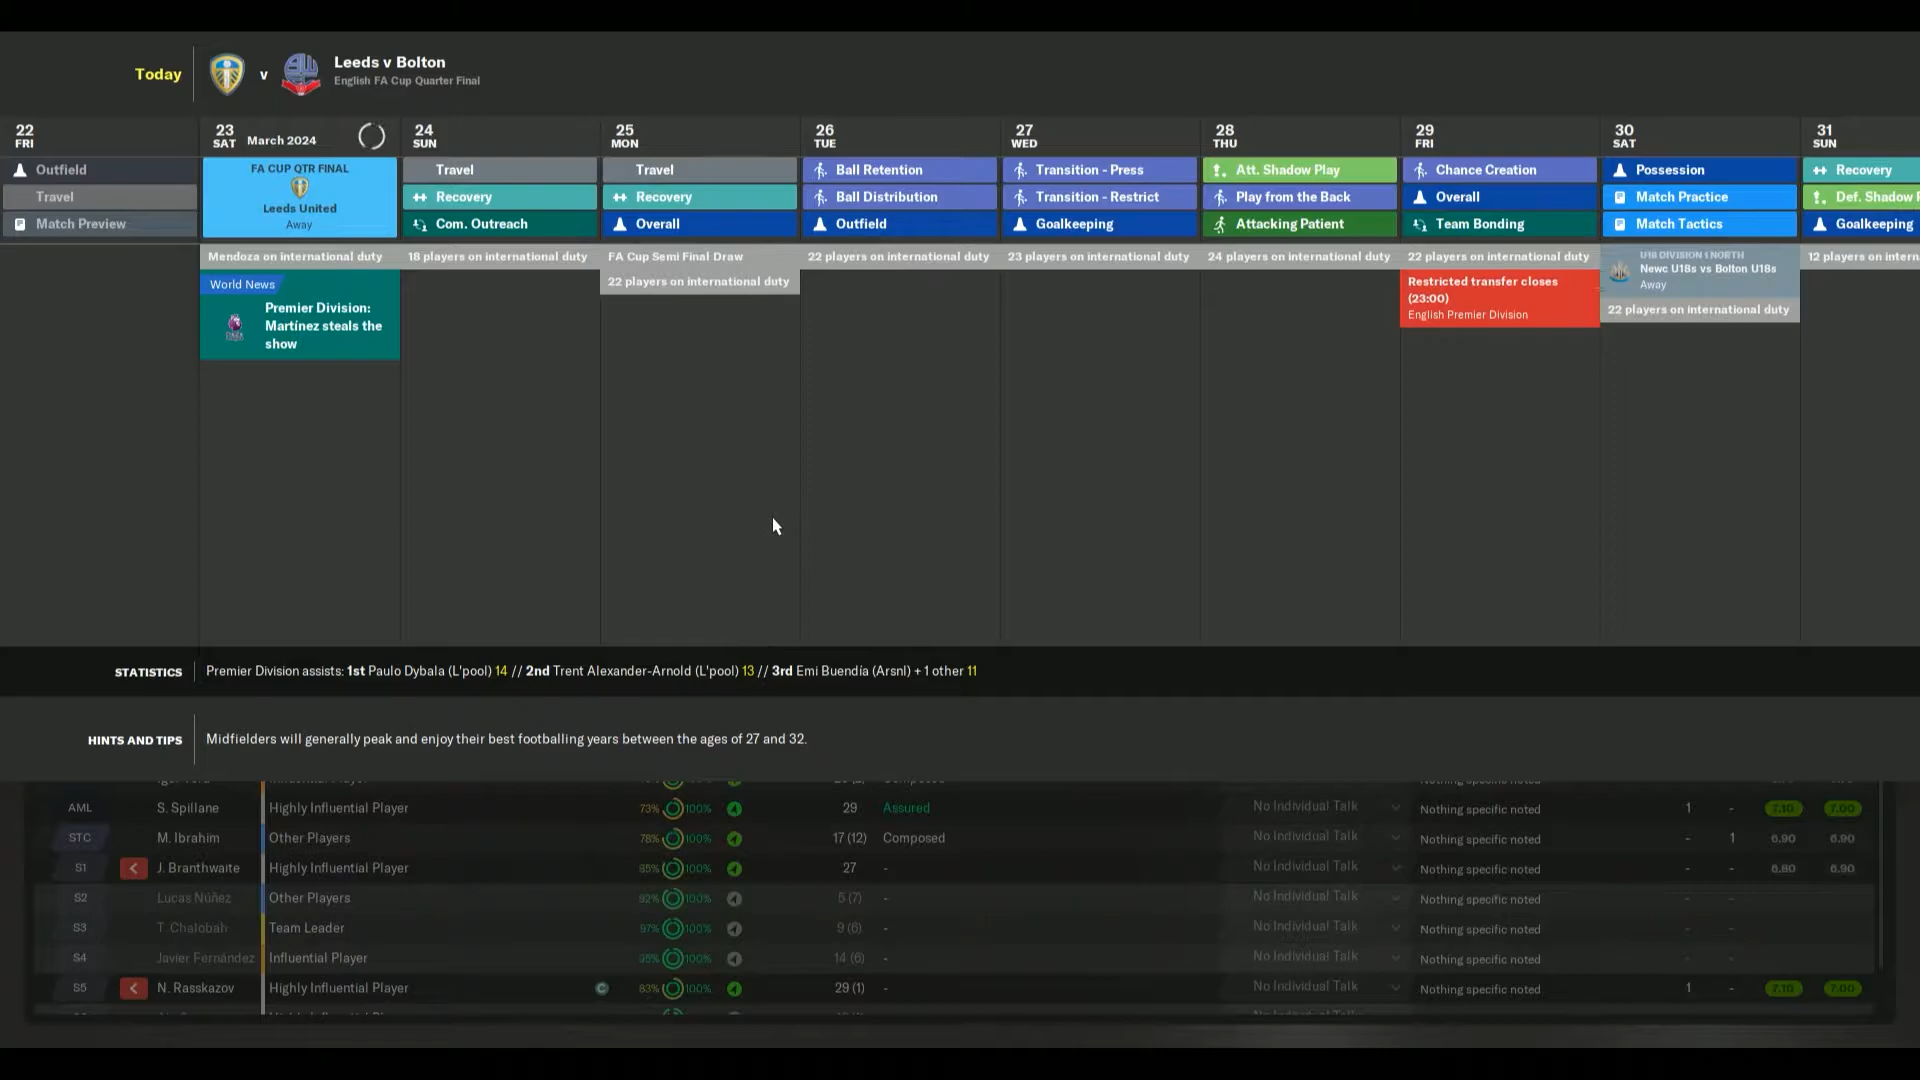 Today
v
Leeds v Bolton
English FA Cup Quarter Final
22
FRI
23
SAT March 2024
24
SUN
25
MON
26
TUE
27
WED
28
THU
29
FRI
30
SAT
31
SUN
Outfield
Travel
Match Preview
FA CUP QTR FINAL
Leeds United
Away
Mendoza on international duty
World News
Premier Division:
Martínez steals the
show
Travel
Recovery
Com. Outreach
18 players on international duty
Travel
Recovery
Overall
FA Cup Semi Final Draw
22 players on international duty
Ball Retention
Ball Distribution
Outfield
22 players on international duty
Transition - Press
Transition - Restrict
Goalkeeping
23 players on international duty
Att. Shadow Play
Play from the Back
Attacking Patient
24 players on international duty
Chance Creation
Overall
Team Bonding
22 players on international duty
Restricted transfer closes
(23:00)
English Premier Division
Possession
Match Practice
Match Tactics
U18 DIVISION 1 NORTH
Newc U18s vs Bolton U18s
Away
22 players on international duty
Recovery
Def. Shadow
Goalkeeping
12 players on intern
STATISTICS Premier Division assists: 1st Paulo Dybala (L'pool) 14 // 2nd Trent Alexander-Arnold (L'pool) 13 // 3rd Emi Buendía (Arsnl) + 1 other 11
HINTS AND TIPS Midfielders will generally peak and enjoy their best footballing years between the ages of 27 and 32.
AML S. Spillane Highly Influential Player 73% 100% 29 Assured No Individual Talk Nothing specific noted 1 - 7.10 7.00
STC M. Ibrahim Other Players 78% 100% 17 (12) Composed No Individual Talk Nothing specific noted - 1 6.90 6.90
S1 J. Branthwaite Highly Influential Player 85% 100% 27 - No Individual Talk Nothing specific noted - - 6.80 6.90
S2 Lucas Núñez Other Players 92% 100% 5 (7) - No Individual Talk Nothing specific noted - -
S3 T. Chalobah Team Leader 97% 100% 9 (6) - No Individual Talk Nothing specific noted - -
S4 Javier Fernández Influential Player 95% 100% 14 (6) - No Individual Talk Nothing specific noted - -
S5 N. Rasskazov Highly Influential Player C 83% 100% 29 (1) - No Individual Talk Nothing specific noted 1 - 7.10 7.00